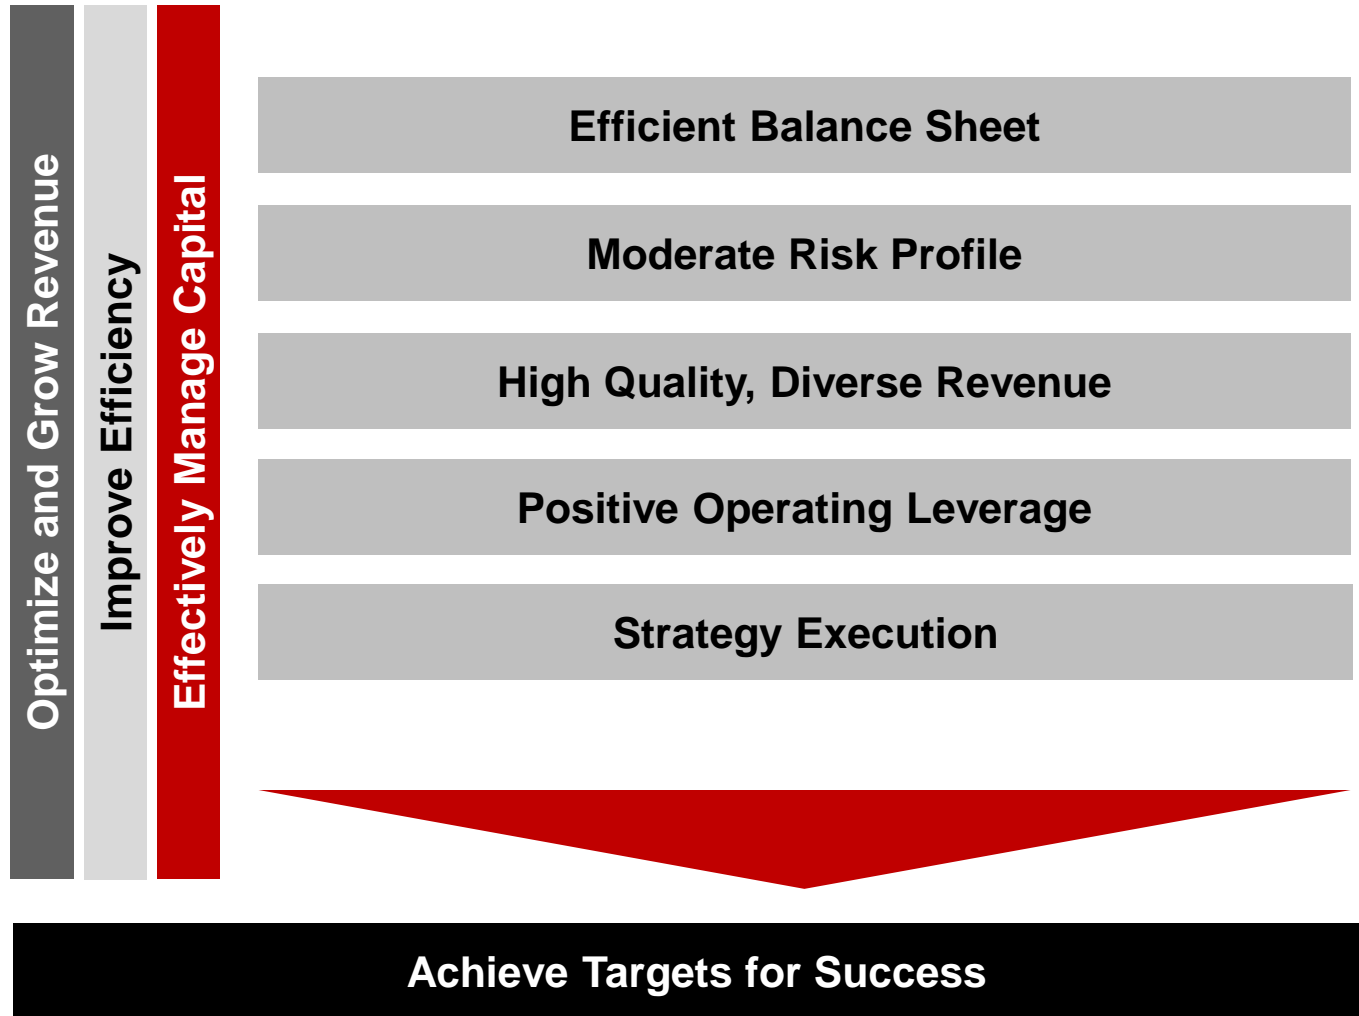 Optimize and Grow Revenue
Improve Efficiency
Effectively Manage Capital
Efficient Balance Sheet
Moderate Risk Profile
High Quality, Diverse Revenue
Positive Operating Leverage
Strategy Execution
Achieve Targets for Success